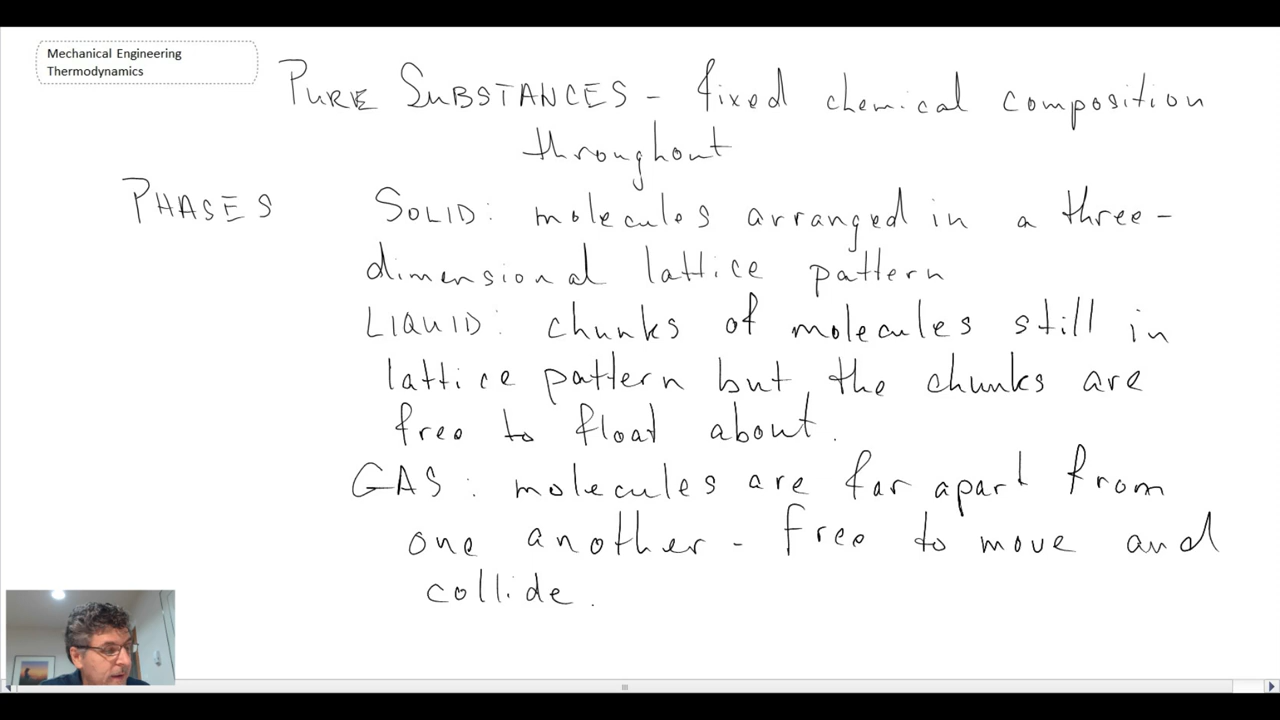 Mechanical Engineering
Thermodynamics
PURE SUBSTANCES - fixed chemical composition
throughout
PHASES SOLID: molecules arranged in a three-
dimensional lattice pattern
LIQUID: chunks of molecules still in
lattice pattern but, the chunks are
free to float about.
GAS: molecules are far apart from
one another - free to move and
collide.